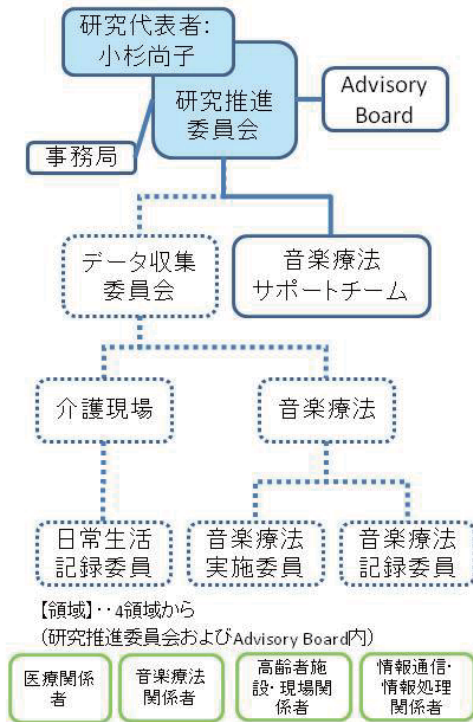 研究代表者:
小杉尚子
研究推進
委員会
Advisory
Board
事務局
データ収集
委員会
音楽療法
サポートチーム
介護現場
音楽療法
日常生活
記録委員
音楽療法
実施委員
音楽療法
記録委員
【領域】・・4領域から
(研究推進委員会およびAdvisory Board内)
医療関係
者
音楽療法
関係者
高齢者施
設・現場関
係者
情報通信・
情報処理
関係者